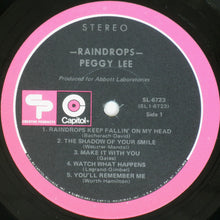 STEREO
—RAINDROPS—
PEGGY LEE
Produced for Abbott Laboratories
CP
CREATIVE PRODUCTS
Capitol
SL-6723
(SL1-6723)
Side 1
1. RAINDROPS KEEP FALLIN' ON MY HEAD
(Bacharach-David)
2. THE SHADOW OF YOUR SMILE
(Webster-Mandel)
3. MAKE IT WITH YOU
(Gates)
4. WATCH WHAT HAPPENS
(Legrand-Gimbel)
5. YOU'LL REMEMBER ME
(Worth-Hamilton)